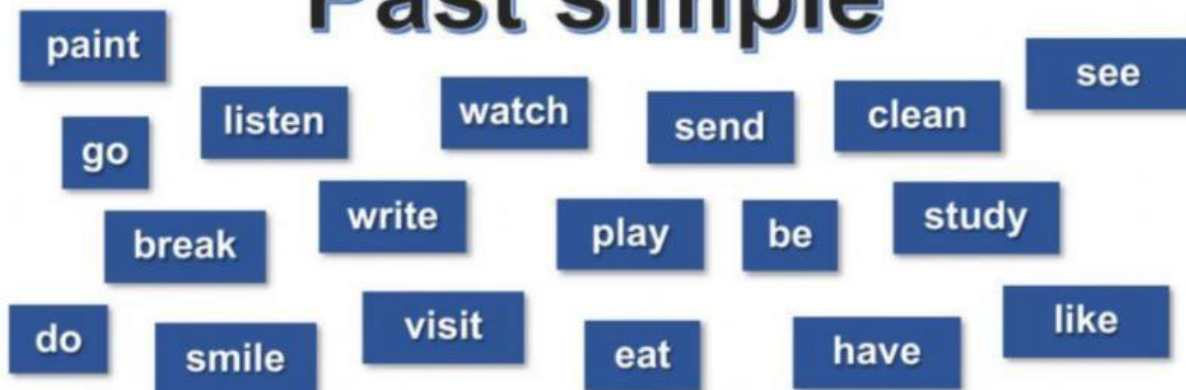 Past simple
paint
see
listen
watch
send
clean
go
write
play
be
study
break
do
smile
visit
eat
have
like